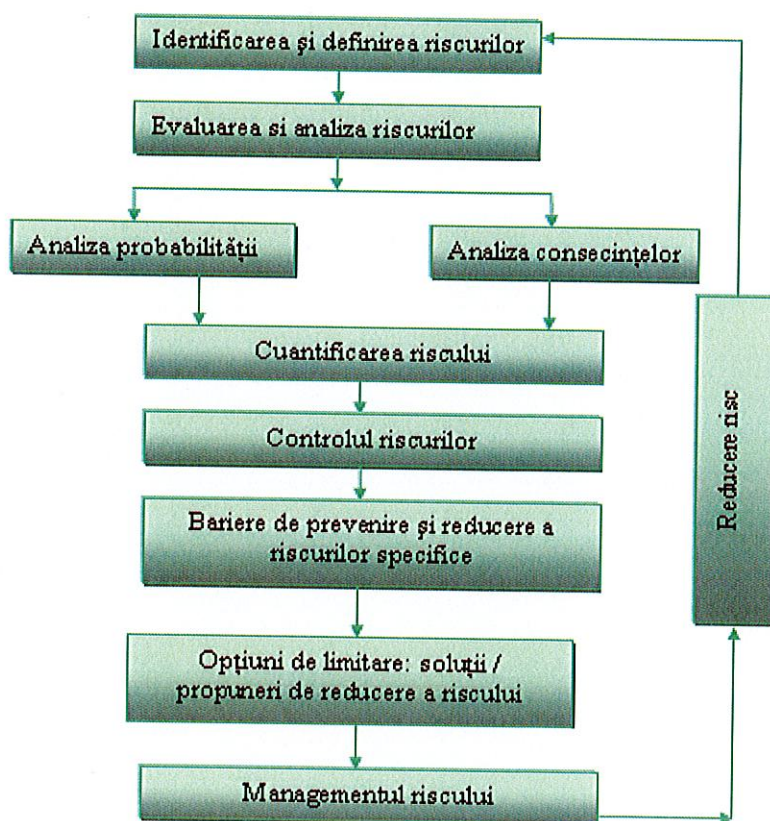 Identificarea şi definirea riscurilor
Evaluarea si analiza riscurilor
Analiza probabilităţii
Analiza consecinţelor
Cuantificarea riscului
Controlul riscurilor
Bariere de prevenire şi reducere a
riscurilor specifice
Opţiuni de limitare: soluţii /
propuneri de reducere a riscului
Managementul riscului
Reducere risc